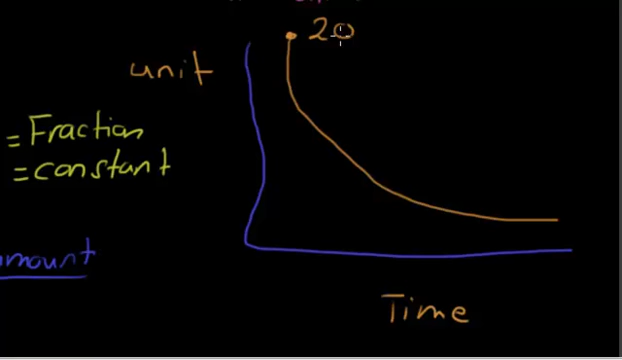 20
unit
= Fraction
= constant
mount
Time